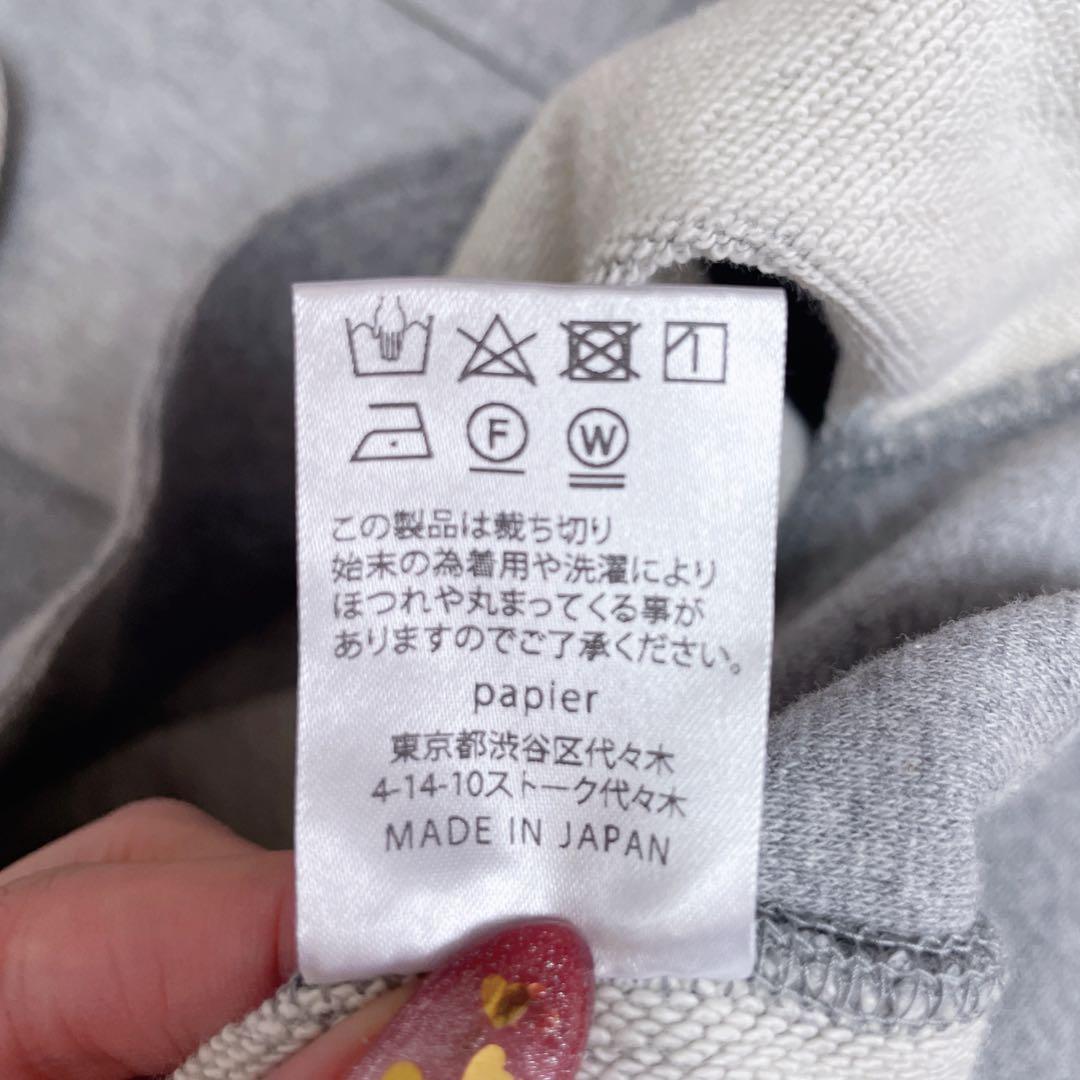 F W
この製品は裁ち切り
始末の為着用や洗濯により
ほつれや丸まってくる事が
ありますのでご了承ください。
papier
東京都渋谷区代々木
4-14-10ストーク代々木
MADE IN JAPAN